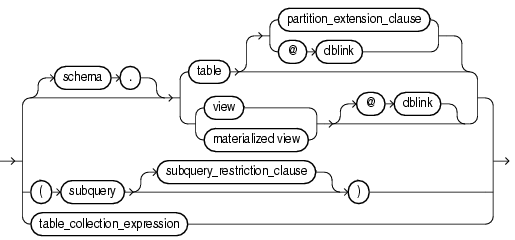 partition_extension_clause
@ dblink
schema . table
view @ dblink
materialized view
( subquery subquery_restriction_clause )
table_collection_expression